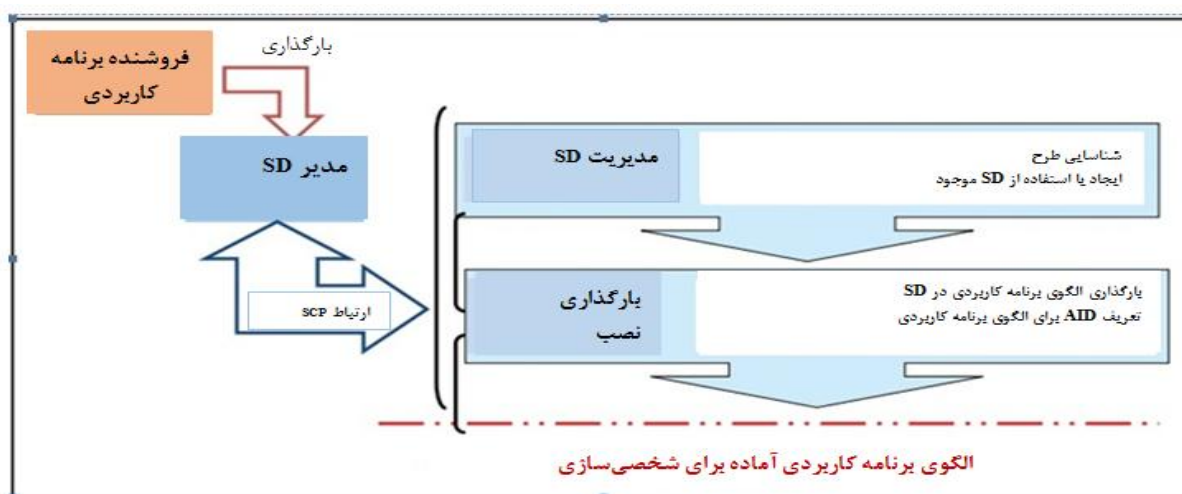 بارگذاری
فروشنده برنامه
کاربردی
مدیر SD
مدیریت SD
شناسایی طرح
ایجاد یا استفاده از SD موجود
ارتباط SCP
بارگذاری
نصب
بارگذاری الگوی برنامه کاربردی در SD
تعریف AID برای الگوی برنامه کاربردی
الگوی برنامه کاربردی آماده برای شخصی‌سازی